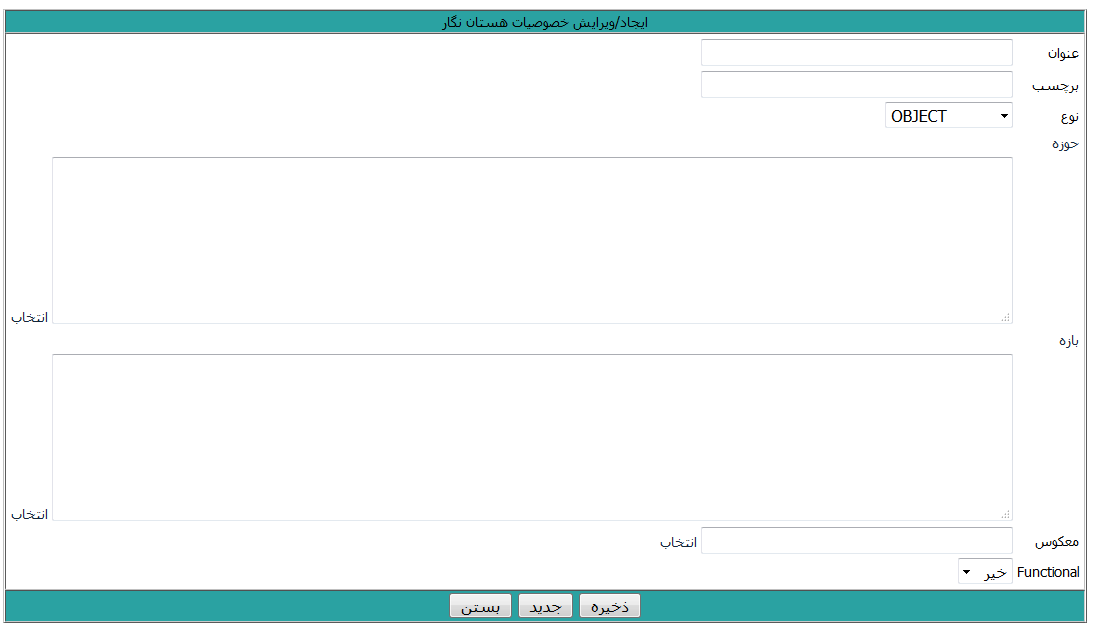 ایجاد/ویرایش خصوصیات هستان نگار
عنوان
برچسب
نوع OBJECT
حوزه
انتخاب
بازه
انتخاب
معکوس انتخاب
Functional خیر
ذخیره جدید بستن